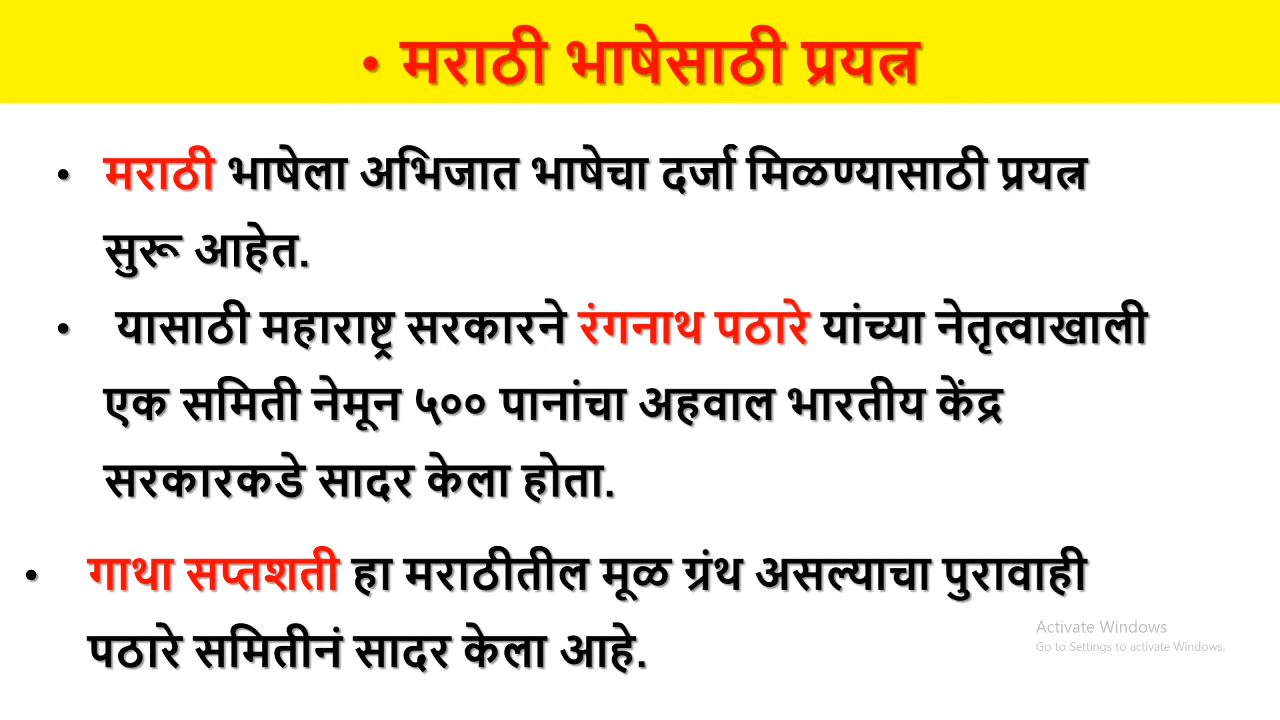 • मराठी भाषेसाठी प्रयत्न
• मराठी भाषेला अभिजात भाषेचा दर्जा मिळण्यासाठी प्रयत्न
सुरू आहेत.
• यासाठी महाराष्ट्र सरकारने रंगनाथ पठारे यांच्या नेतृत्वाखाली
एक समिती नेमून ५०० पानांचा अहवाल भारतीय केंद्र
सरकारकडे सादर केला होता.
• गाथा सप्तशती हा मराठीतील मूळ ग्रंथ असल्याचा पुरावाही
पठारे समितीनं सादर केला आहे.
Activate Windows
Go to Settings to activate Windows.